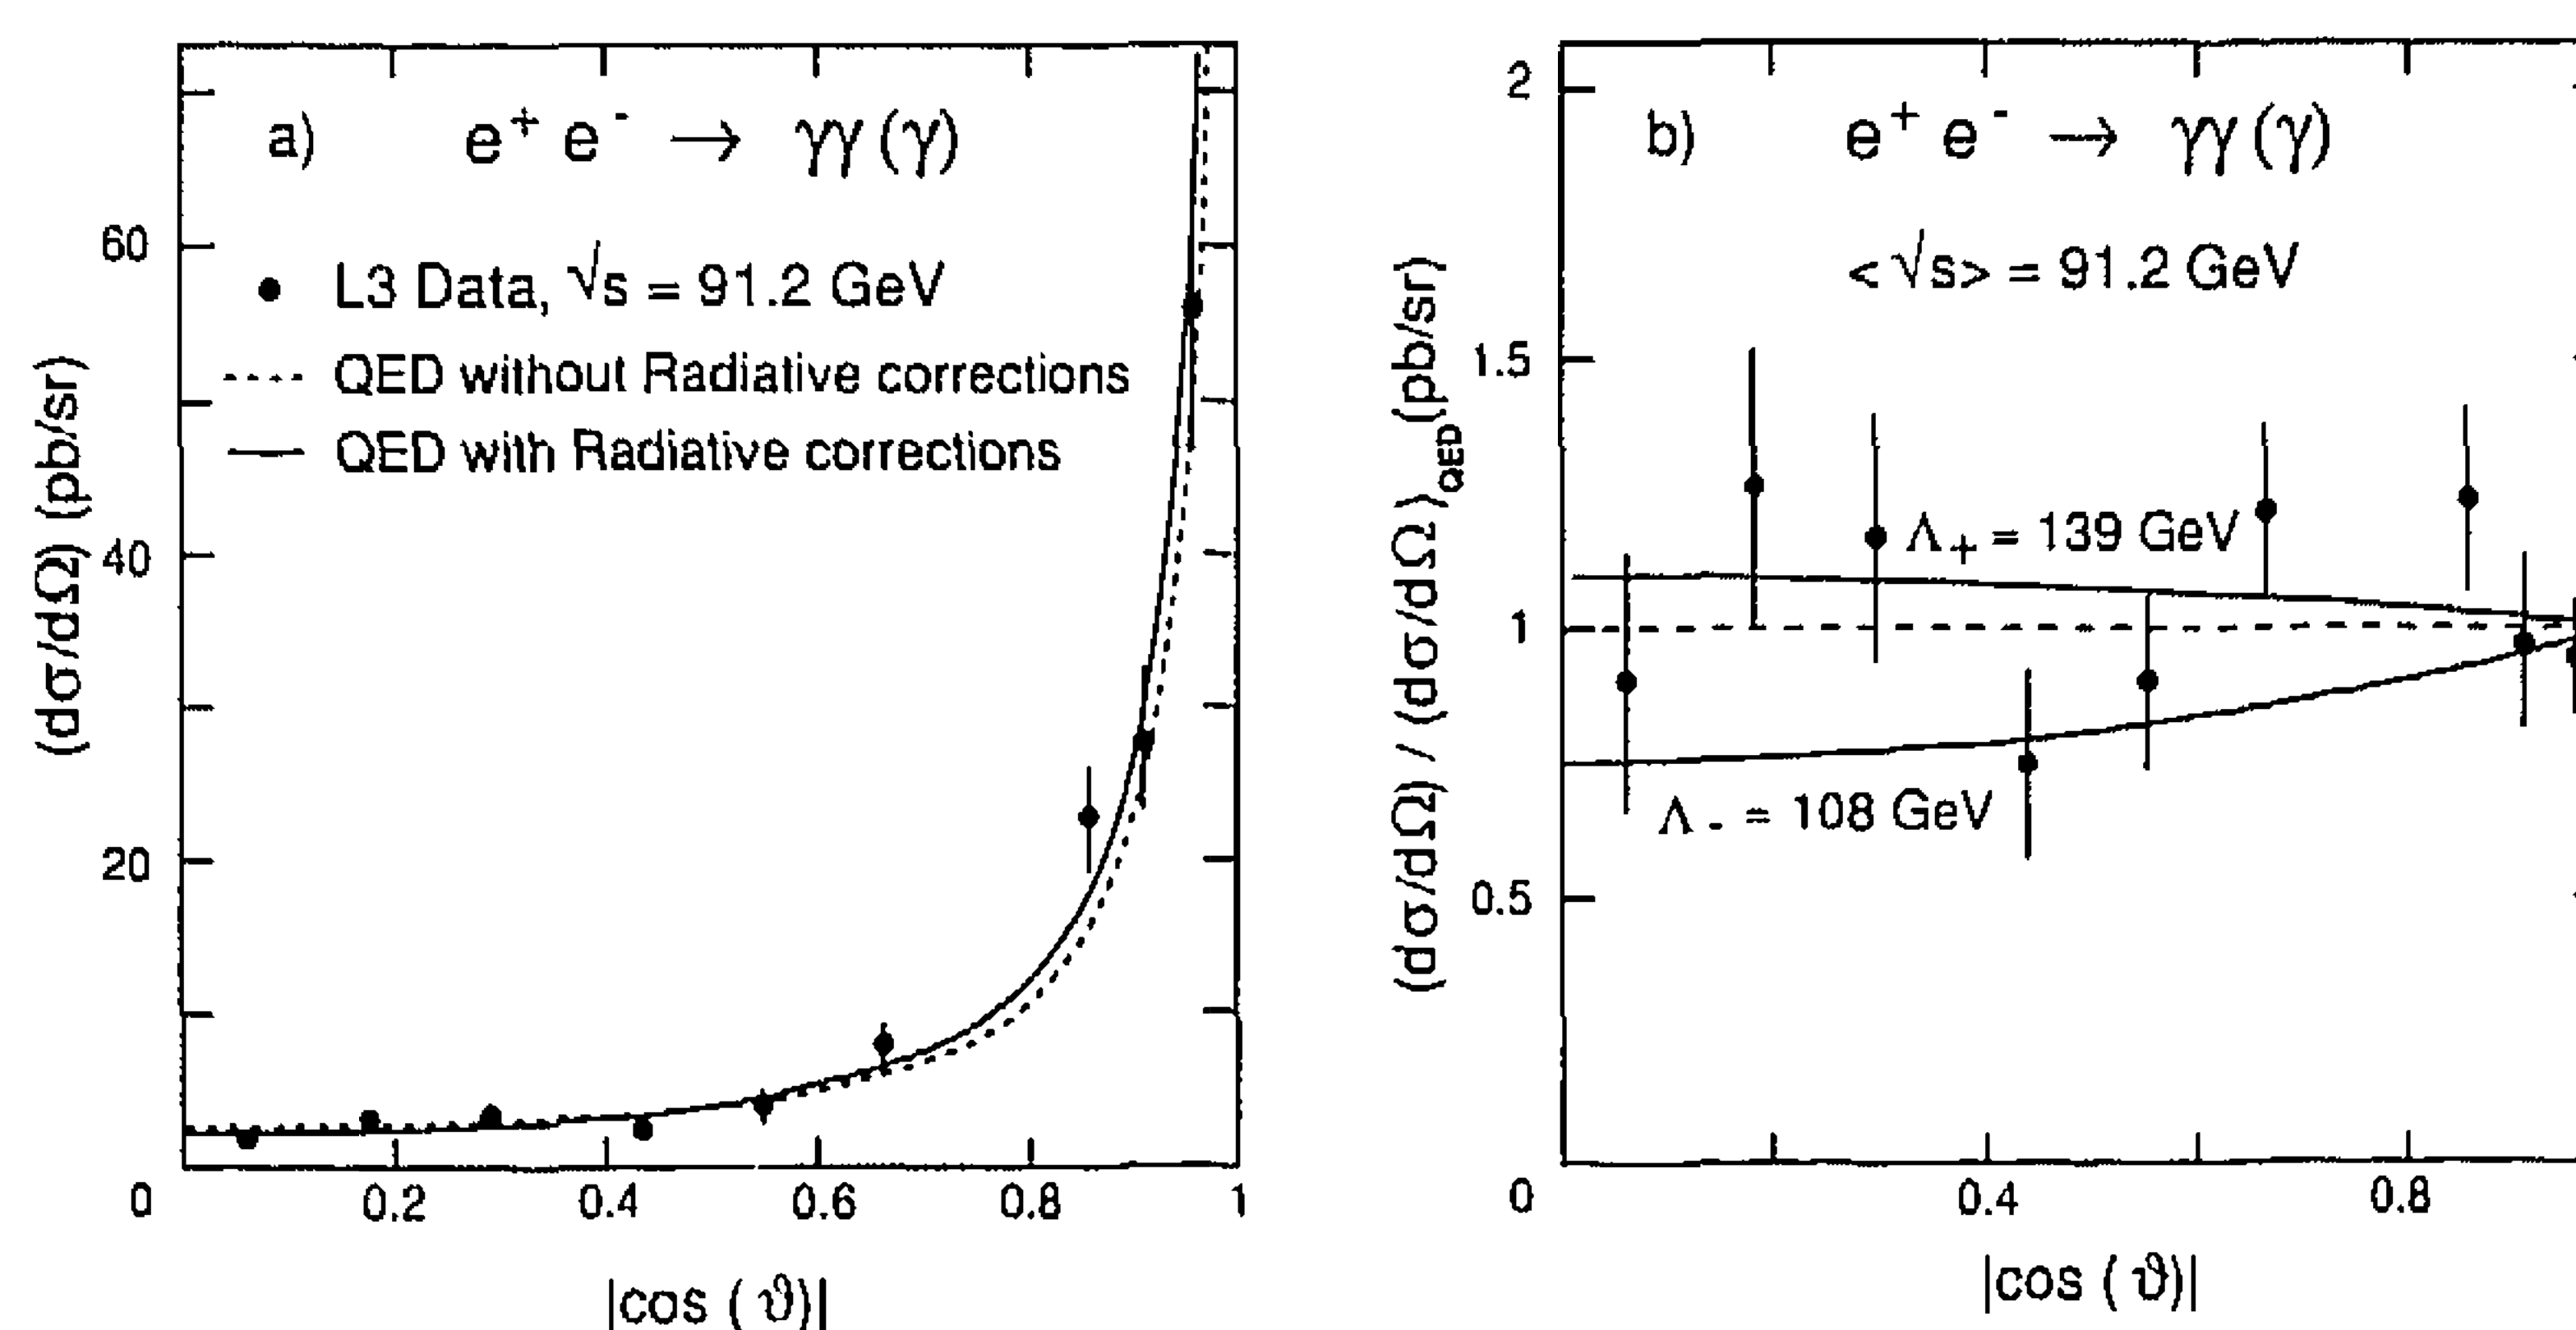 a) e⁺ e⁻ → γγ (γ)
L3 Data, √s = 91.2 GeV
QED without Radiative corrections
QED with Radiative corrections
(dσ/dΩ) (pb/sr)
60
40
20
0 0.2 0.4 0.6 0.8 1
|cos (ϑ)|
b) e⁺ e⁻ → γγ (γ)
<√s> = 91.2 GeV
(dσ/dΩ) / (dσ/dΩ)QED (pb/sr)
2
1.5
1
0.5
Λ₊ = 139 GeV
Λ₋ = 108 GeV
0 0.4 0.8
|cos (ϑ)|